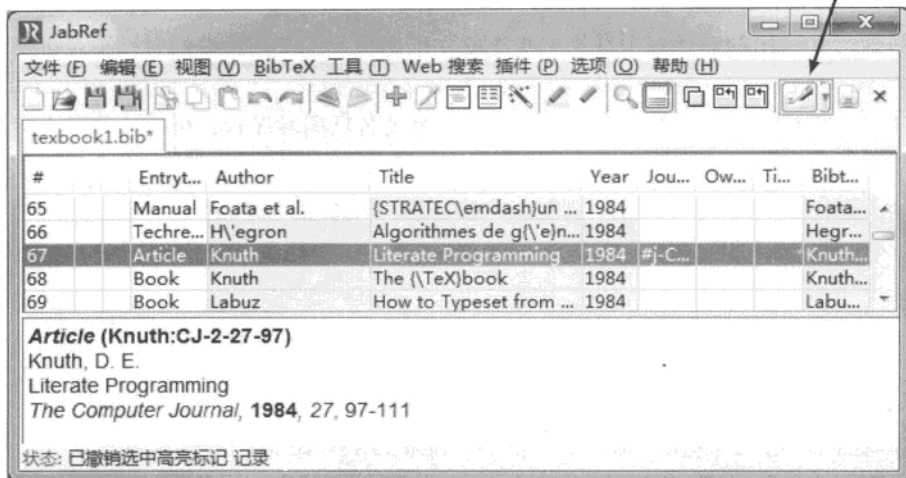 JabRef
文件 (F) 编辑 (E) 视图 (V) BibTeX 工具 (T) Web 搜索 插件 (P) 选项 (O) 帮助 (H)
texbook1.bib*
# Entryt... Author Title Year Jou... Ow... Ti... Bibt...
65 Manual Foata et al. {STRATEC\emdash}un ... 1984 Foata...
66 Techre... H\'egron Algorithmes de g{\'e}n... 1984 Hegr...
67 Article Knuth Literate Programming 1984 #j-C... Knuth...
68 Book Knuth The {\TeX}book 1984 Knuth...
69 Book Labuz How to Typeset from ... 1984 Labu...
Article (Knuth:CJ-2-27-97)
Knuth, D. E.
Literate Programming
The Computer Journal, 1984, 27, 97-111
状态: 已撤销选中高亮标记 记录